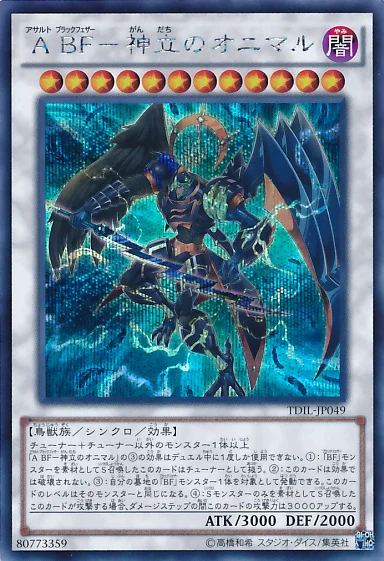 アサルト ブラックフェザー がん だち
A BF－神立のオニマル
やみ
闇
TDIL-JP049
【鳥獣族／シンクロ／効果】
チューナー＋チューナー以外のモンスター1体以上
「A BF－神立のオニマル」の③の効果はデュエル中に1度しか使用できない。①：「BF」モ
ンスターを素材としてS召喚したこのカードはチューナーとして扱う。②：このカードは効果で
は破壊されない。③：自分の墓地の「BF」モンスター1体を対象として発動できる。このカー
ドのレベルはそのモンスターと同じになる。④：Sモンスターのみを素材としてS召喚した
このカードが攻撃する場合、ダメージステップの間このカードの攻撃力は3000アップする。
ATK/3000 DEF/2000
80773359
©高橋和希 スタジオ・ダイス/集英社